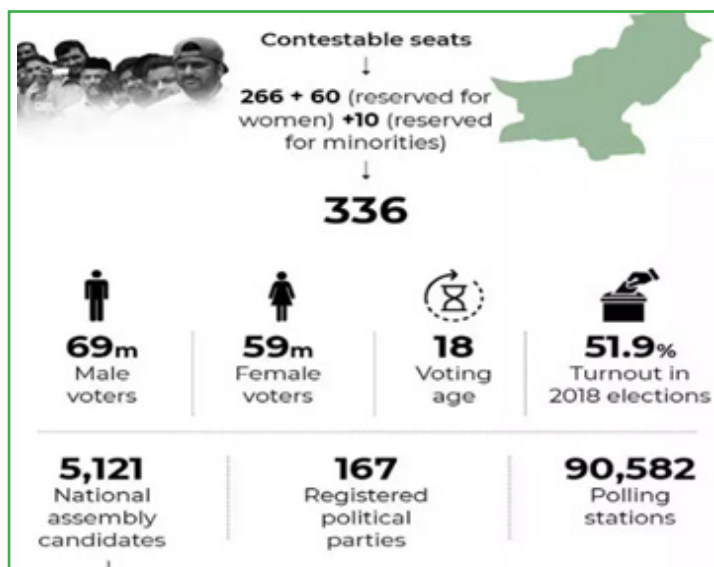 Contestable seats
266 + 60 (reserved for
women) +10 (reserved
for minorities)
336
69m
Male
voters
59m
Female
voters
18
Voting
age
51.9%
Turnout in
2018 elections
5,121
National
assembly
candidates
167
Registered
political
parties
90,582
Polling
stations